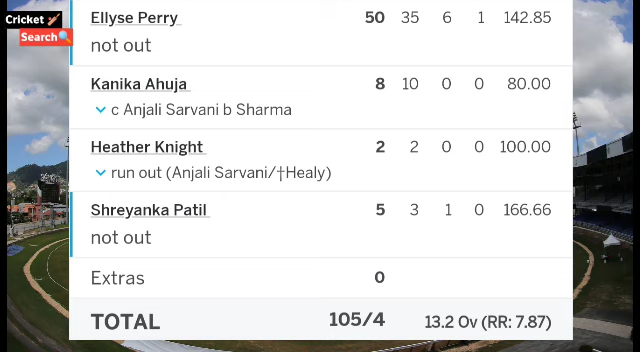 Cricket
Search
Ellyse Perry 50 35 6 1 142.85
not out
Kanika Ahuja 8 10 0 0 80.00
c Anjali Sarvani b Sharma
Heather Knight 2 2 0 0 100.00
run out (Anjali Sarvani/†Healy)
Shreyanka Patil 5 3 1 0 166.66
not out
Extras 0
TOTAL 105/4 13.2 Ov (RR: 7.87)